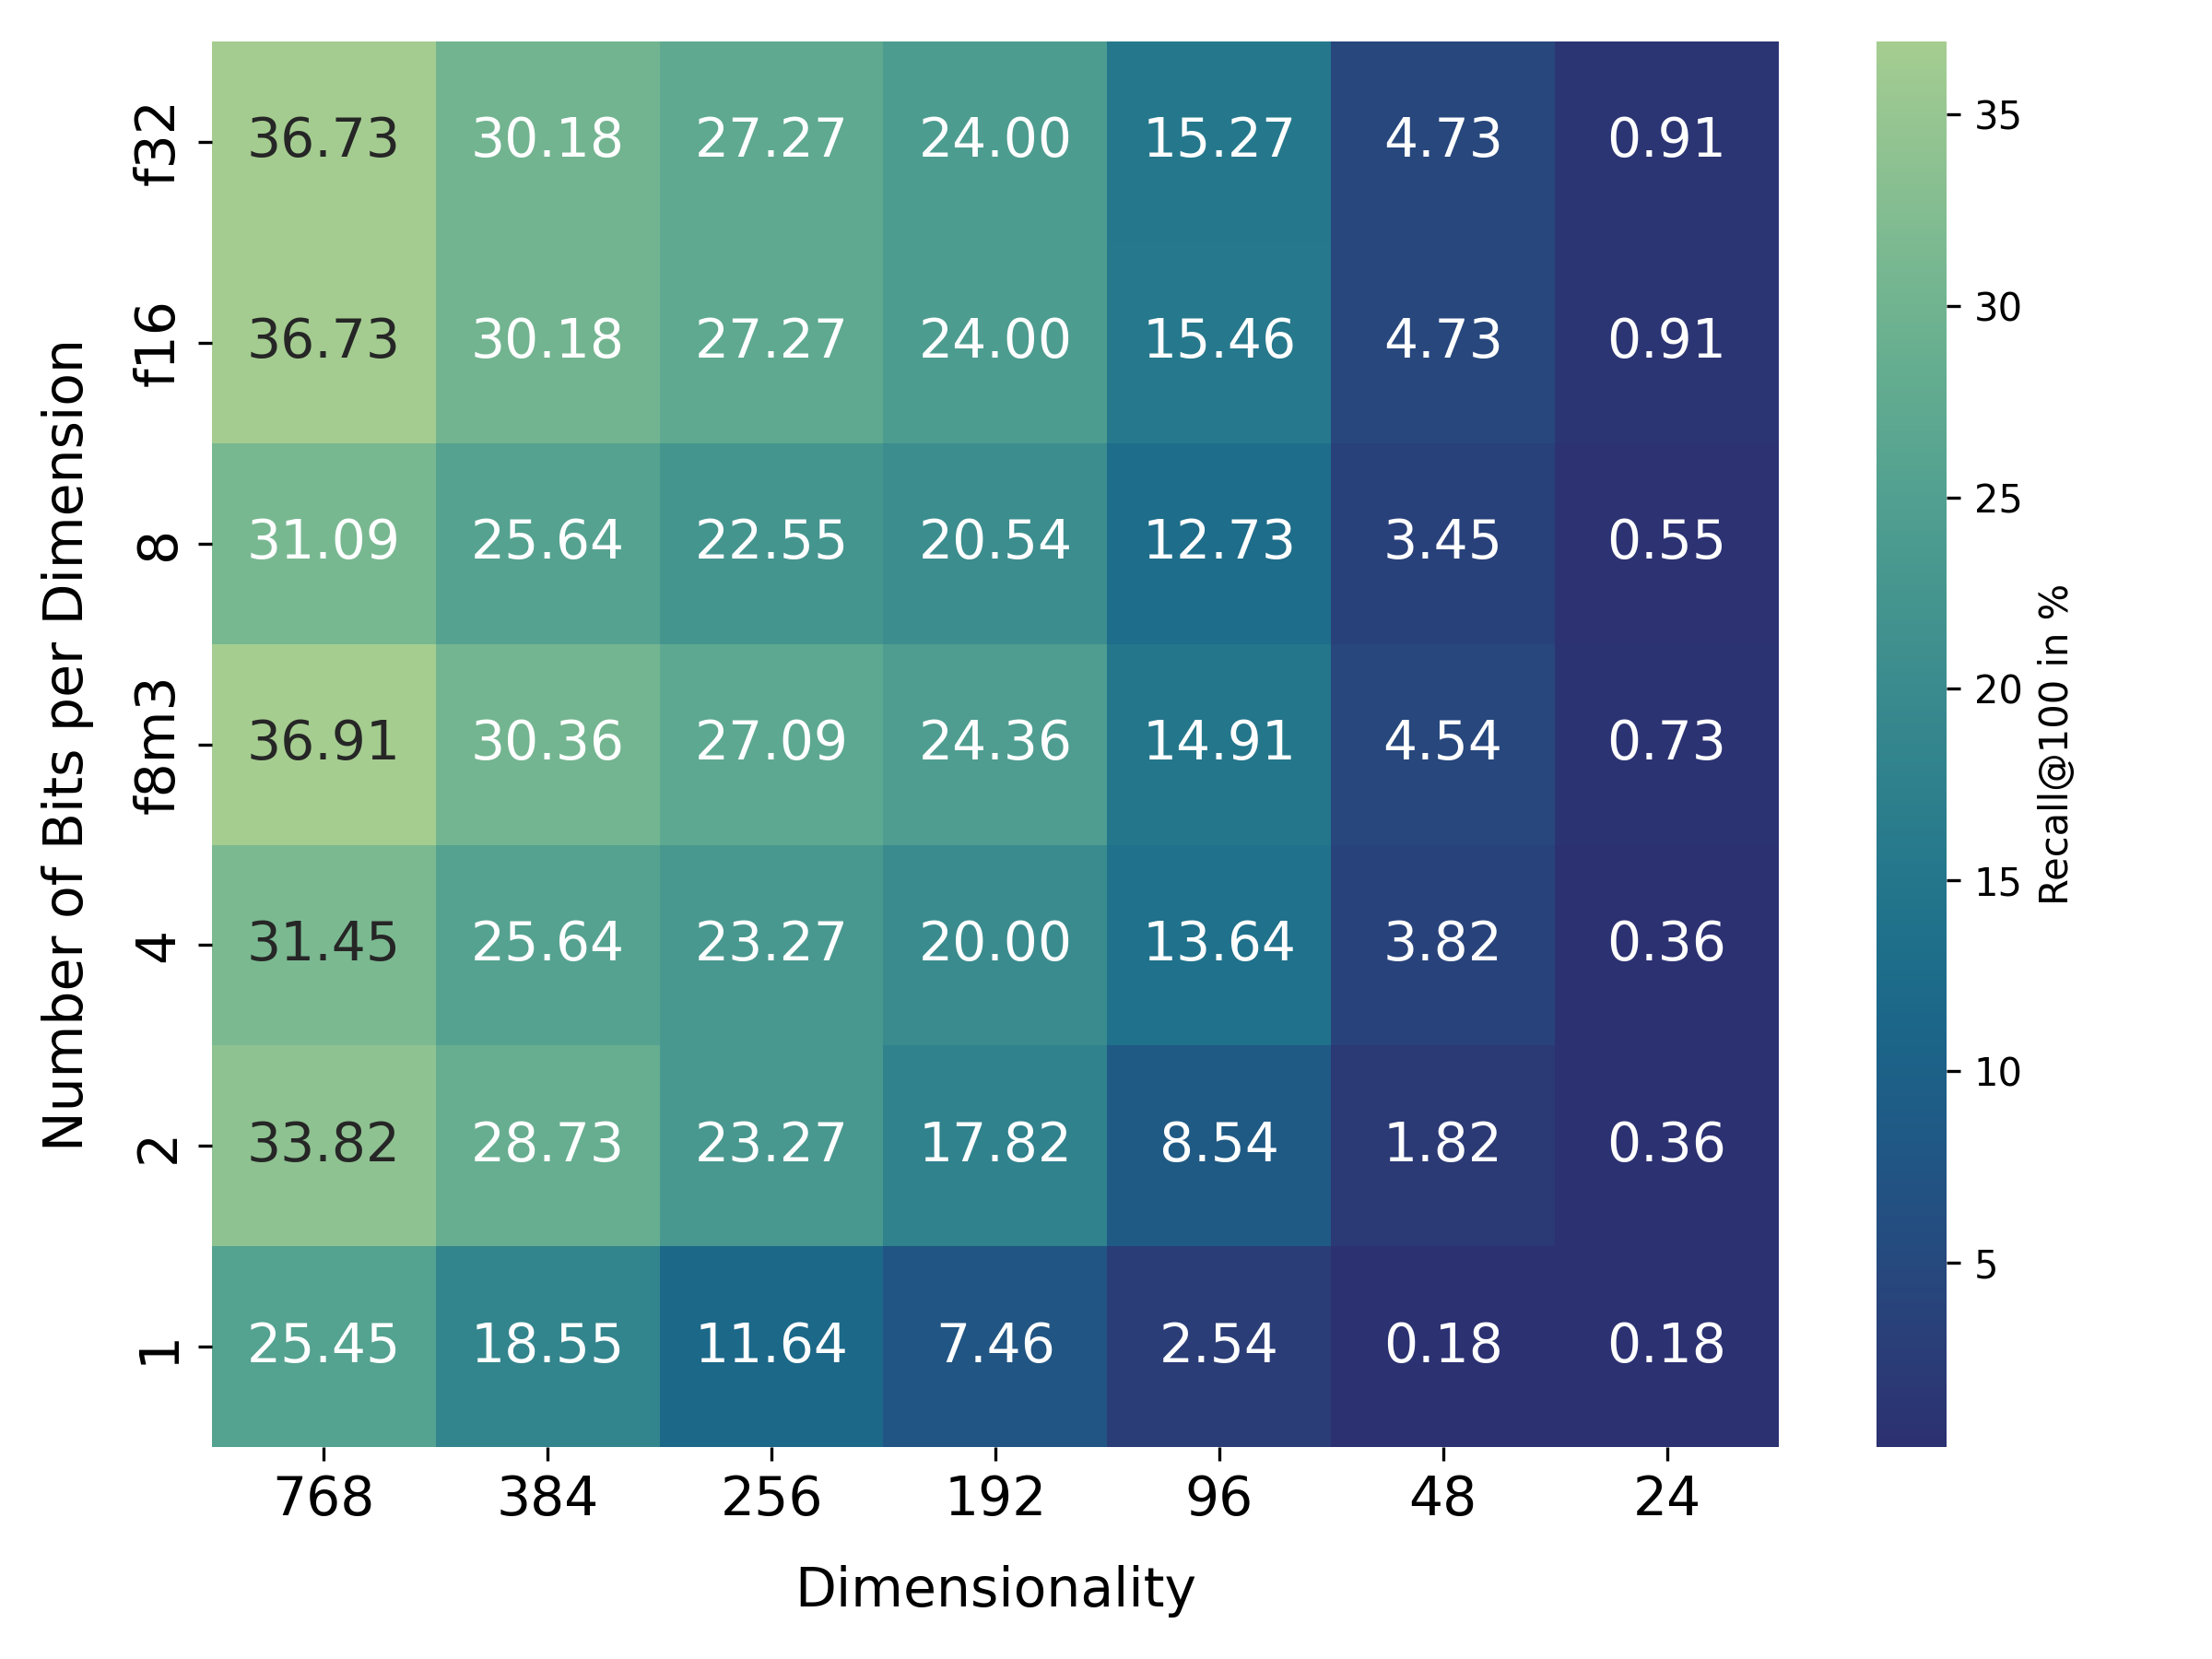 Number of Bits per Dimension
f32 36.73 30.18 27.27 24.00 15.27 4.73 0.91
f16 36.73 30.18 27.27 24.00 15.46 4.73 0.91
8 31.09 25.64 22.55 20.54 12.73 3.45 0.55
f8m3 36.91 30.36 27.09 24.36 14.91 4.54 0.73
4 31.45 25.64 23.27 20.00 13.64 3.82 0.36
2 33.82 28.73 23.27 17.82 8.54 1.82 0.36
1 25.45 18.55 11.64 7.46 2.54 0.18 0.18
768 384 256 192 96 48 24
Dimensionality
35
30
25
20
15
10
5
Recall@100 in %